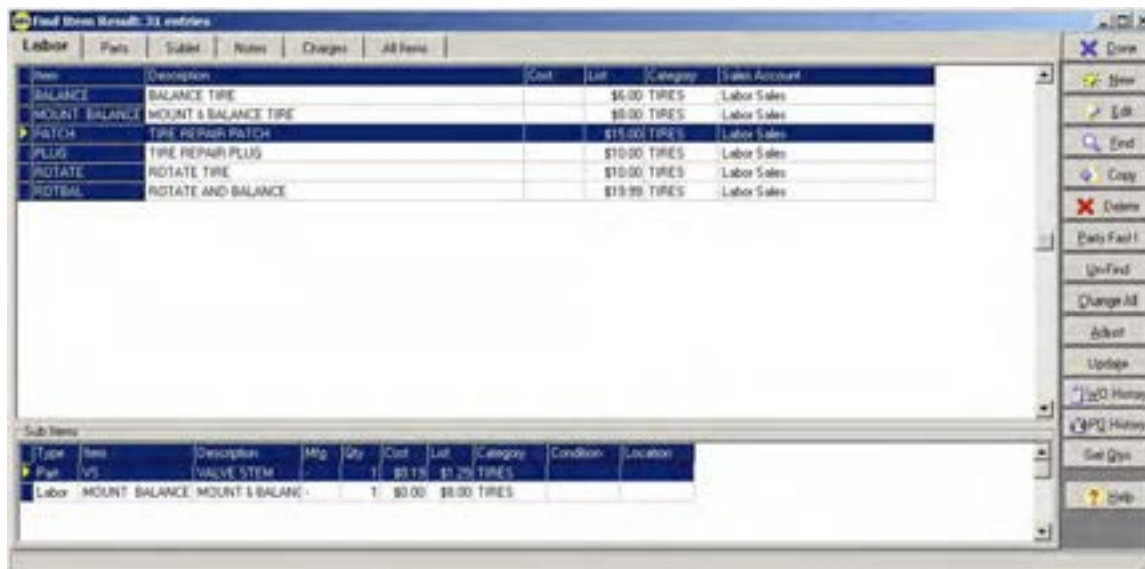 Find Item Result: 31 entries
Labor Parts Sublet Notes Charges All Items
Item Description Cost List Category Sales Account
BALANCE BALANCE TIRE $6.00 TIRES Labor Sales
MOUNT BALANCE MOUNT & BALANCE TIRE $8.00 TIRES Labor Sales
PATCH TIRE REPAIR PATCH $15.00 TIRES Labor Sales
PLUG TIRE REPAIR PLUG $10.00 TIRES Labor Sales
ROTATE ROTATE TIRE $10.00 TIRES Labor Sales
ROTBAL ROTATE AND BALANCE $19.99 TIRES Labor Sales
Sub Items
Type Item Description Mfg Qty Cost List Category Condition Location
Part VS VALVE STEM - 1 $0.19 $1.29 TIRES
Labor MOUNT BALANCE MOUNT & BALANC - 1 $0.00 $8.00 TIRES
Done
New
Edit
Find
Copy
Delete
UnFind
Change All
Adjust
Update
WO History
PO History
Get Qtys
Help